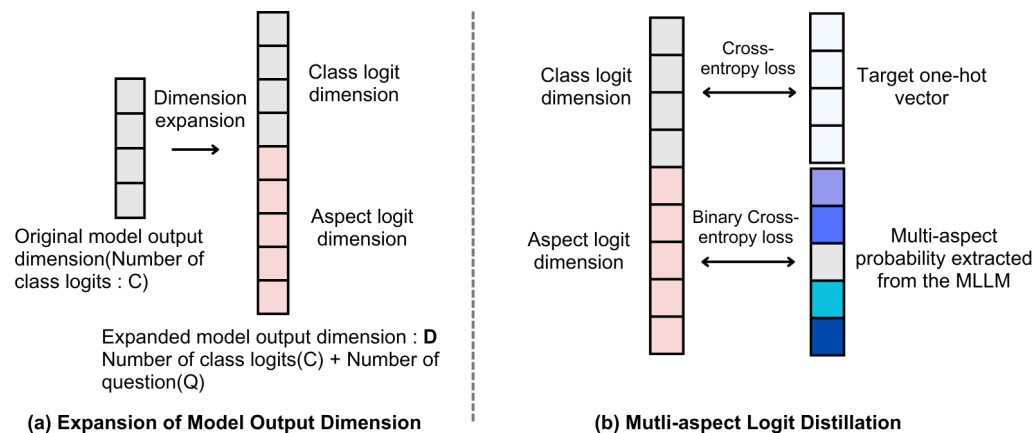 Dimension
expansion
Class logit
dimension
Aspect logit
dimension
Original model output
dimension(Number of
class logits : C)
Expanded model output dimension : D
Number of class logits(C) + Number of
question(Q)
(a) Expansion of Model Output Dimension
Class logit
dimension
Cross-
entropy loss
Target one-hot
vector
Aspect logit
dimension
Binary Cross-
entropy loss
Multi-aspect
probability extracted
from the MLLM
(b) Mutli-aspect Logit Distillation